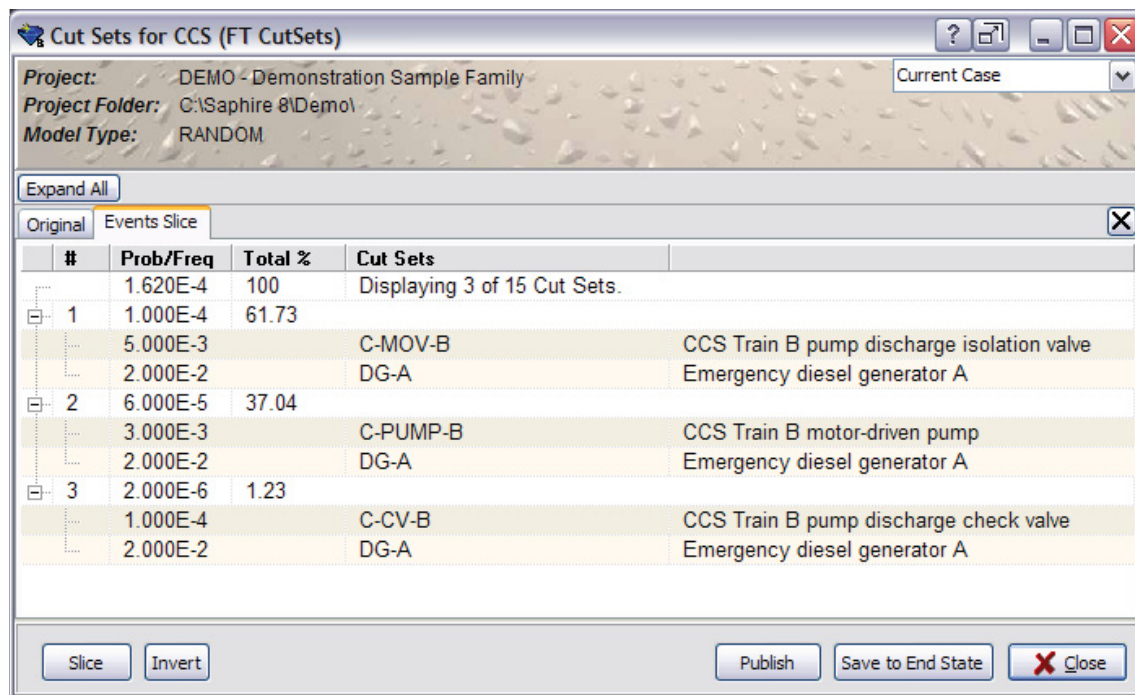 Cut Sets for CCS (FT CutSets)
?
Project: DEMO - Demonstration Sample Family Current Case
Project Folder: C:\Saphire 8\Demo\
Model Type: RANDOM
Expand All
Original Events Slice
# Prob/Freq Total % Cut Sets
1.620E-4 100 Displaying 3 of 15 Cut Sets.
1 1.000E-4 61.73
5.000E-3 C-MOV-B CCS Train B pump discharge isolation valve
2.000E-2 DG-A Emergency diesel generator A
2 6.000E-5 37.04
3.000E-3 C-PUMP-B CCS Train B motor-driven pump
2.000E-2 DG-A Emergency diesel generator A
3 2.000E-6 1.23
1.000E-4 C-CV-B CCS Train B pump discharge check valve
2.000E-2 DG-A Emergency diesel generator A
Slice Invert Publish Save to End State Close